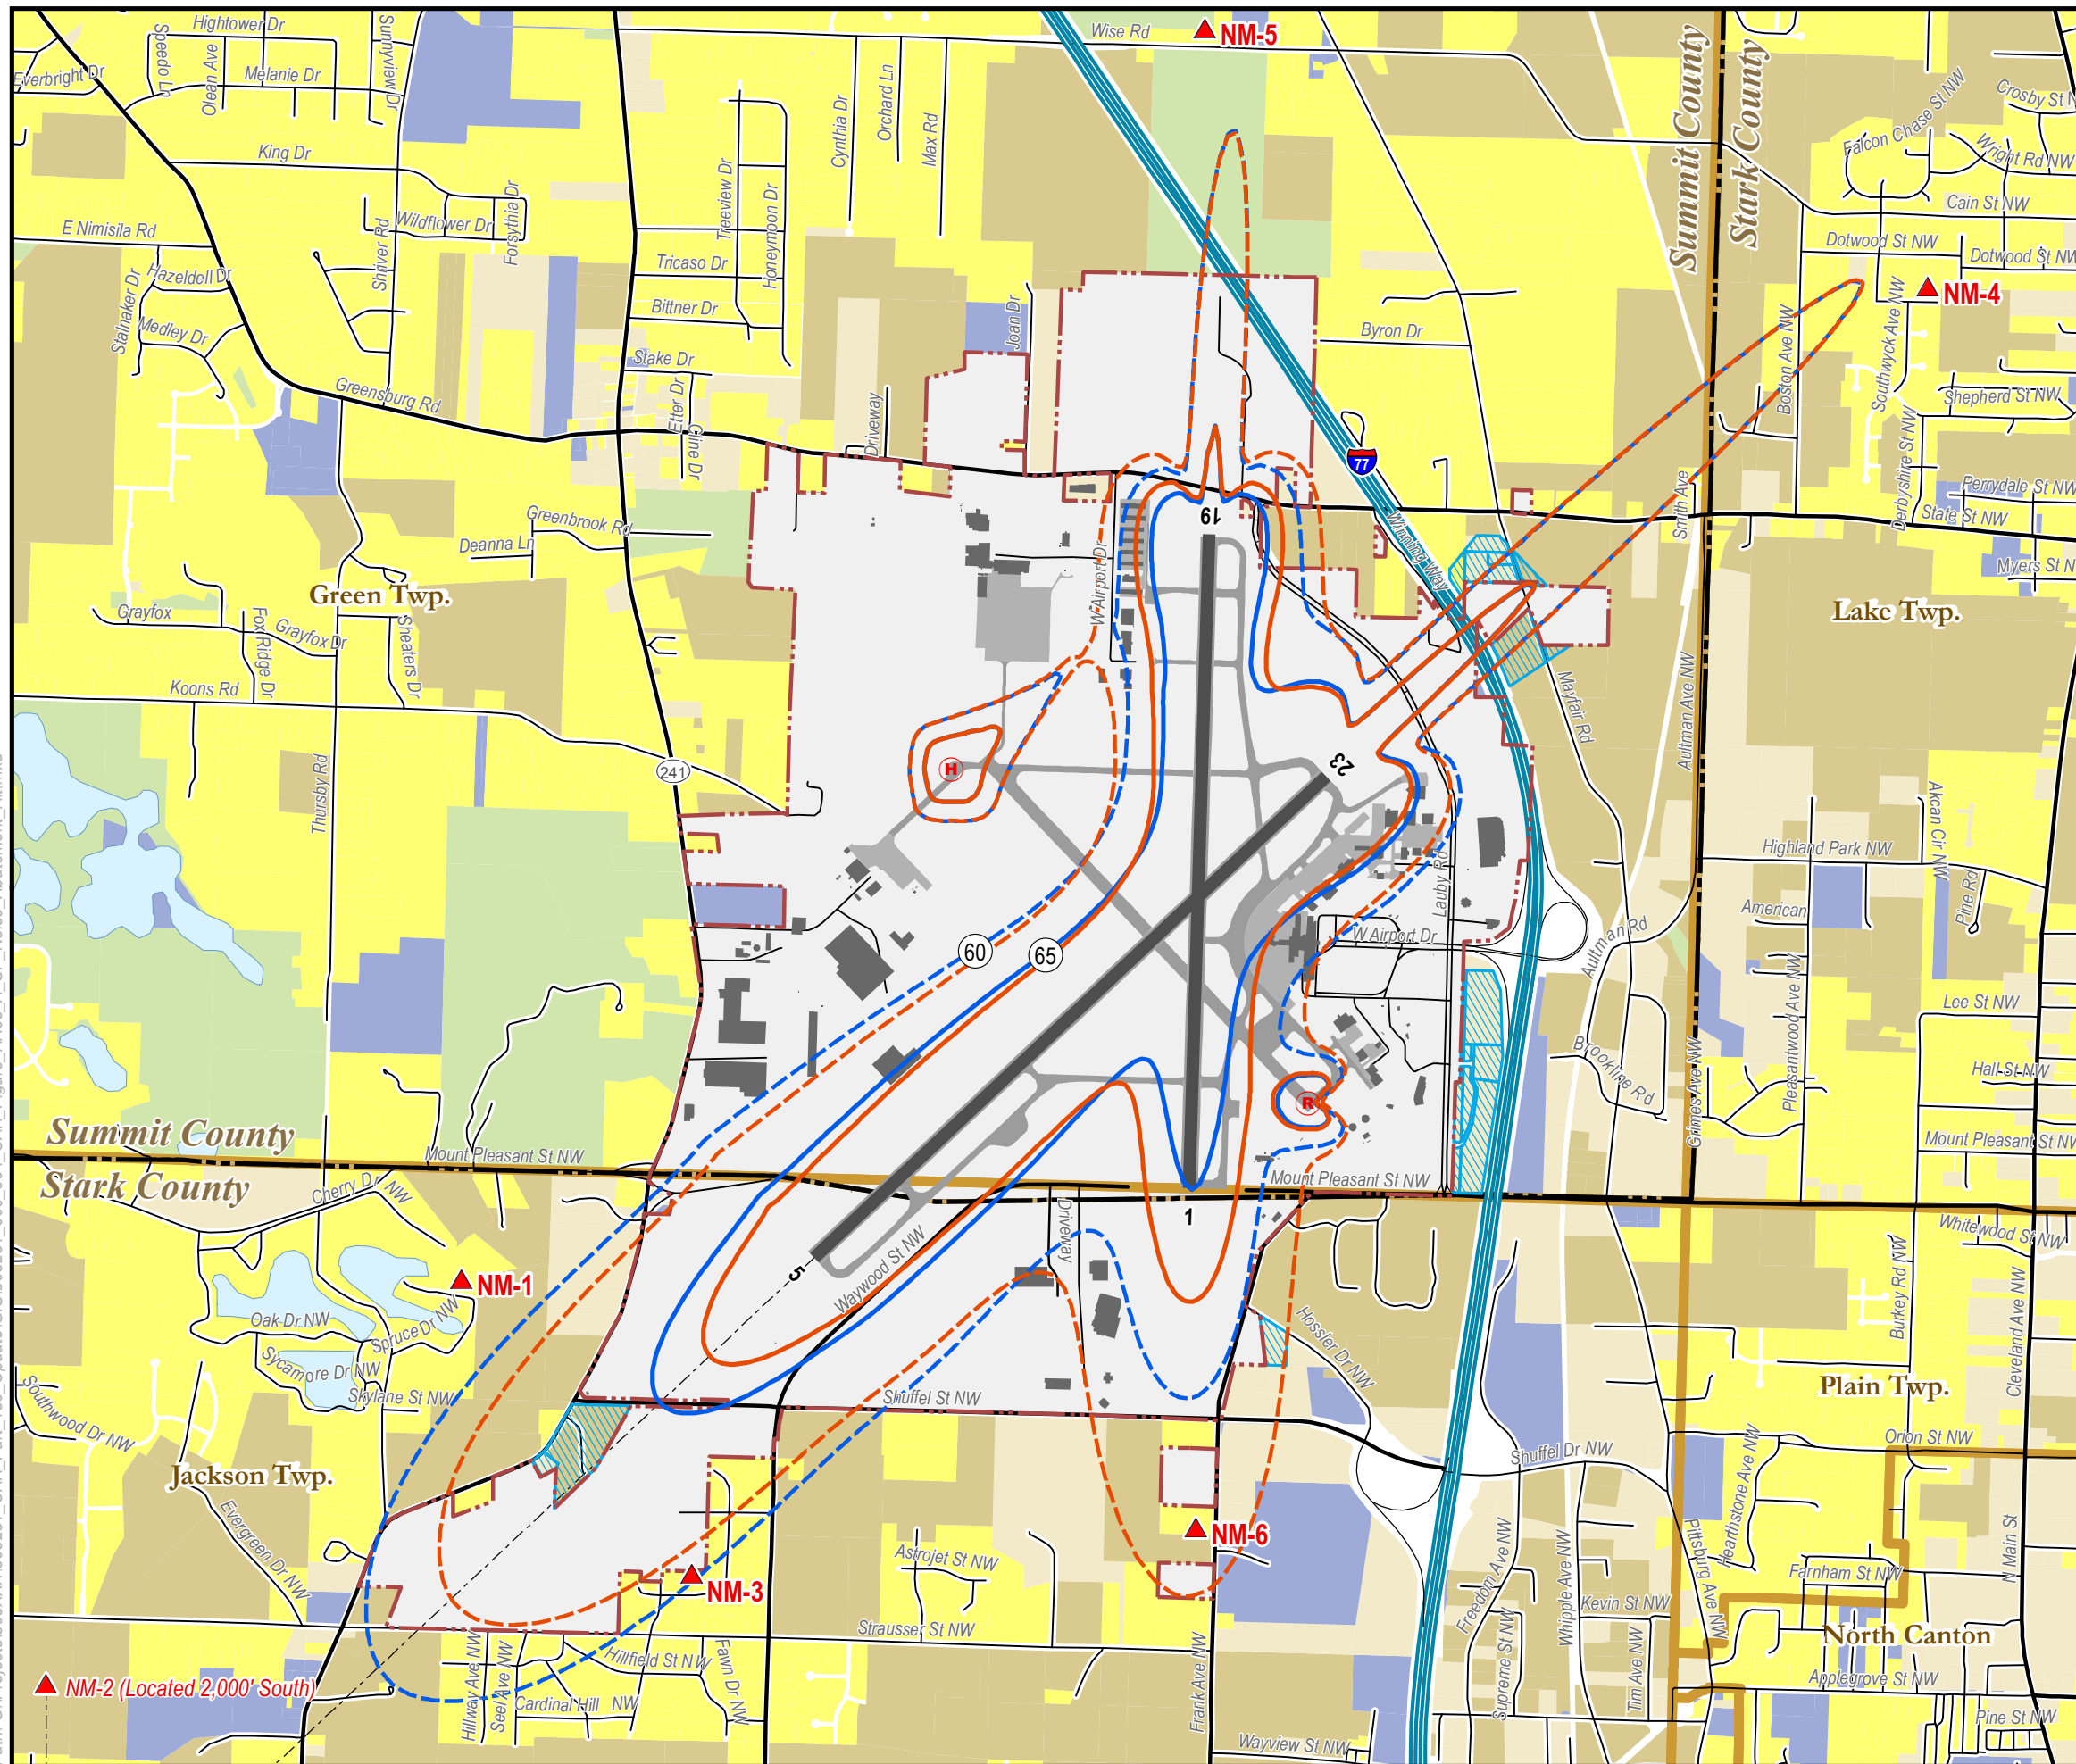 Hightower Dr
Speedo Ln
Olean Ave
Sunnyview Dr
Everbright Dr
Melanie Dr
King Dr
E Nimisila Rd
Wildflower Dr
Forsythia Dr
Shriver Rd
Hazeldell Dr
Stalnaker Dr
Medley Dr
Greensburg Rd
Treeview Dr
Honeymoon Dr
Tricaso Dr
Bittner Dr
Stake Dr
Etter Dr
Cline Dr
Cynthia Dr
Orchard Ln
Max Rd
Joan Dr
Driveway
Wise Rd
NM-5
Byron Dr
77
Winning Way
Summit County
Stark County
Falcon Chase St NW
Crosby St N
Wright Rd NW
Cain St NW
Dotwood St NW
Dotwood St NW
NM-4
Boston Ave NW
Southwyck Ave NW
Shepherd St NW
Derbyshire St NW
Perrydale St NW
State St NW
Myers St N
Smith Ave
Lake Twp.
Greenbrook Rd
Deanna Ln
Green Twp.
Grayfox
Grayfox Dr
Fox Ridge Dr
Sheaters Dr
Koons Rd
241
Thursby Rd
W Airport Dr
19
23
H
60
65
Lauby Rd
W Airport Dr
R
Mayfair Rd
Aultman Ave NW
Aultman Rd
Brookline Rd
Grimes Ave NW
Highland Park NW
Akcan Cir NW
Pine Rd
American
Pleasantwood Ave NW
Lee St NW
Hall St NW
Mount Pleasant St NW
Summit County
Stark County
Mount Pleasant St NW
Mount Pleasant St NW
Cherry Dr NW
NM-1
Oak Dr NW
Spruce Dr NW
Sycamore Dr NW
Skylane St NW
Southwood Dr NW
Jackson Twp.
Evergreen Dr NW
5
1
Waywood St NW
Driveway
Shuffel St NW
Hossler Dr NW
Whitewood St NW
Burkey Rd NW
Cleveland Ave NW
Plain Twp.
Shuffel Dr NW
Orion St NW
Hearthstone Ave NW
Pittsburg Ave NW
Farnham St NW
N Main St
NM-6
NM-3
Astrojet St NW
Strausser St NW
Frank Ave NW
Freedom Ave NW
Supreme St NW
Whipple Ave NW
Kevin St NW
Tim Ave NW
North Canton
Applegrove St NW
Pine St NW
Wayview St NW
NM-2 (Located 2,000' South)
Hillway Ave NW
Seel Ave NW
Hillfield St NW
Cardinal Hill NW
Fawn Dr NW